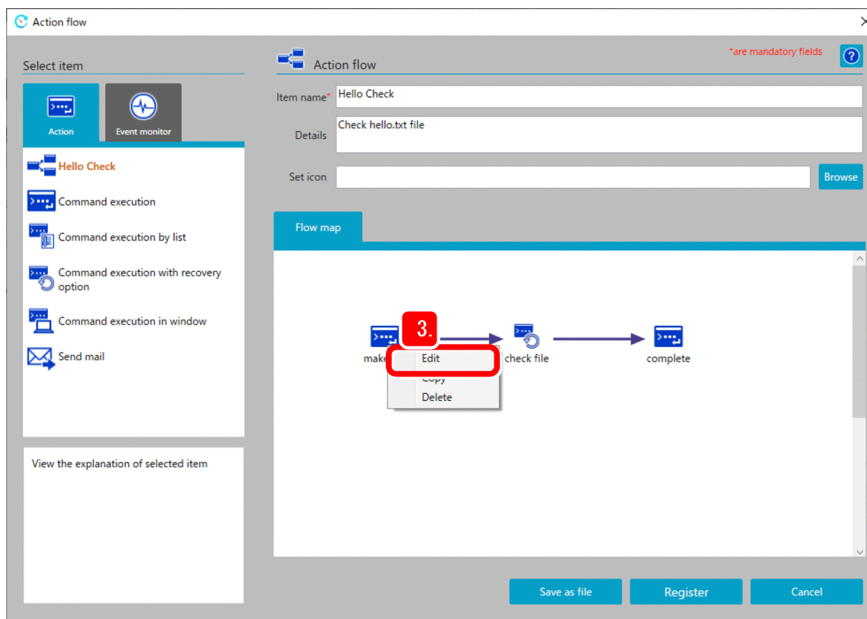 Action flow
Select item
Action
Event monitor
Hello Check
Command execution
Command execution by list
Command execution with recovery
option
Command execution in window
Send mail
View the explanation of selected item
Action flow
*are mandatory fields
?
Item name* Hello Check
Details Check hello.txt file
Set icon
Browse
Flow map
3.
make
check file
complete
Edit
Copy
Delete
Save as file
Register
Cancel